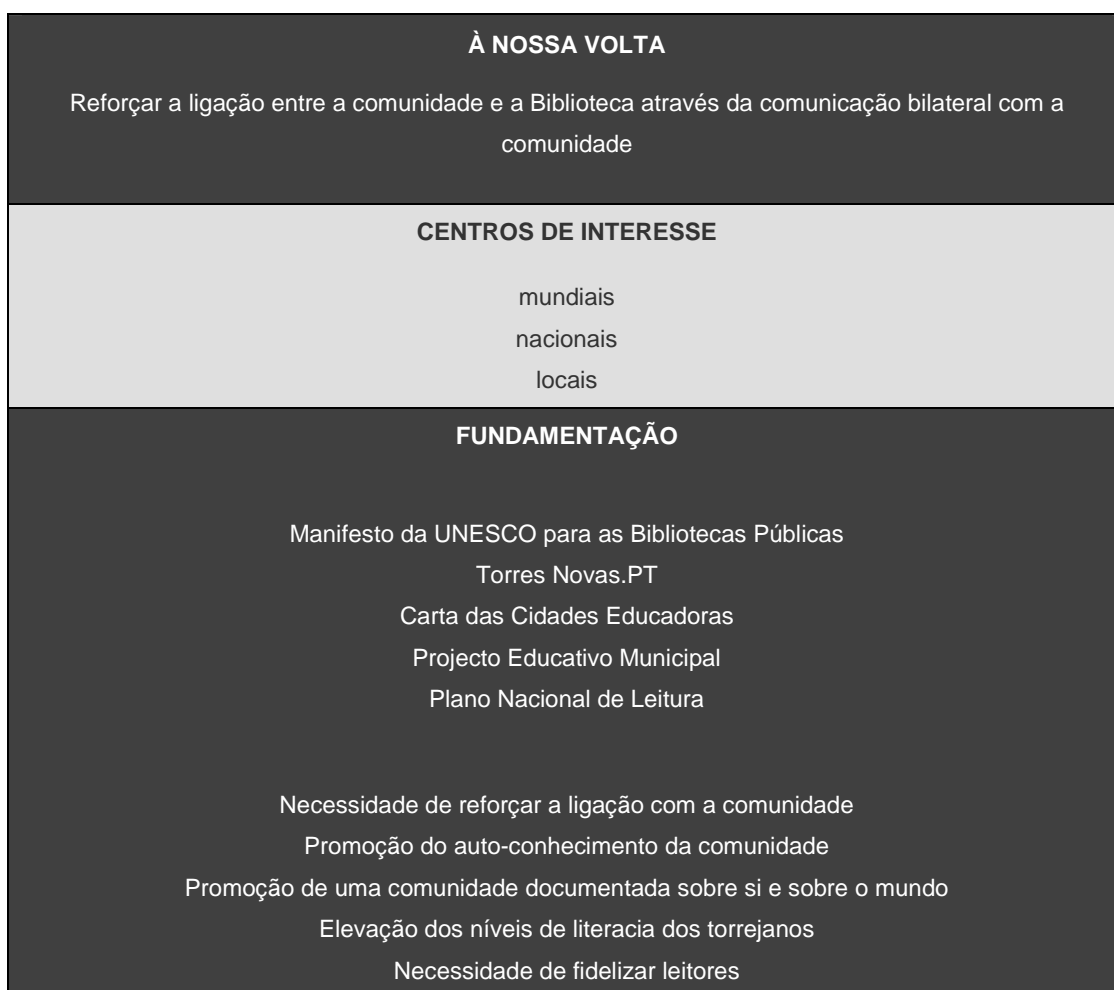 À NOSSA VOLTA
Reforçar a ligação entre a comunidade e a Biblioteca através da comunicação bilateral com a
comunidade
CENTROS DE INTERESSE
mundiais
nacionais
locais
FUNDAMENTAÇÃO
Manifesto da UNESCO para as Bibliotecas Públicas
Torres Novas.PT
Carta das Cidades Educadoras
Projecto Educativo Municipal
Plano Nacional de Leitura
Necessidade de reforçar a ligação com a comunidade
Promoção do auto-conhecimento da comunidade
Promoção de uma comunidade documentada sobre si e sobre o mundo
Elevação dos níveis de literacia dos torrejanos
Necessidade de fidelizar leitores